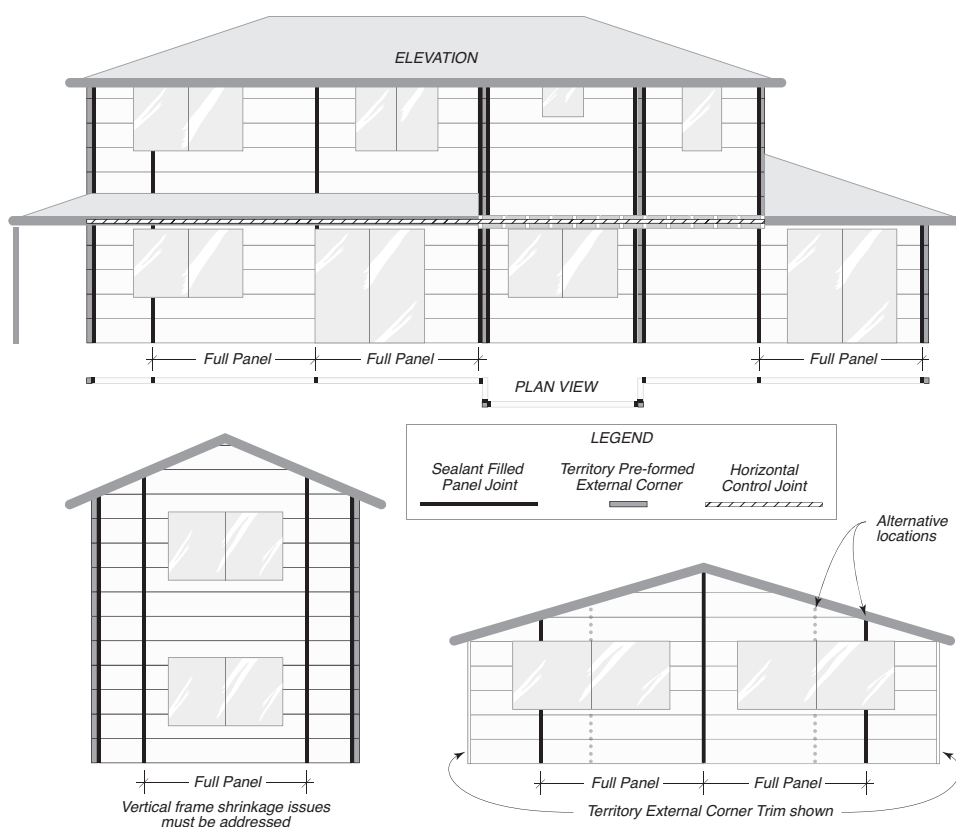 ELEVATION
Full Panel
Full Panel
Full Panel
PLAN VIEW
LEGEND
Sealant Filled
Panel Joint
Territory Pre-formed
External Corner
Horizontal
Control Joint
Alternative
locations
Full Panel
Vertical frame shrinkage issues
must be addressed
Full Panel
Full Panel
Territory External Corner Trim shown